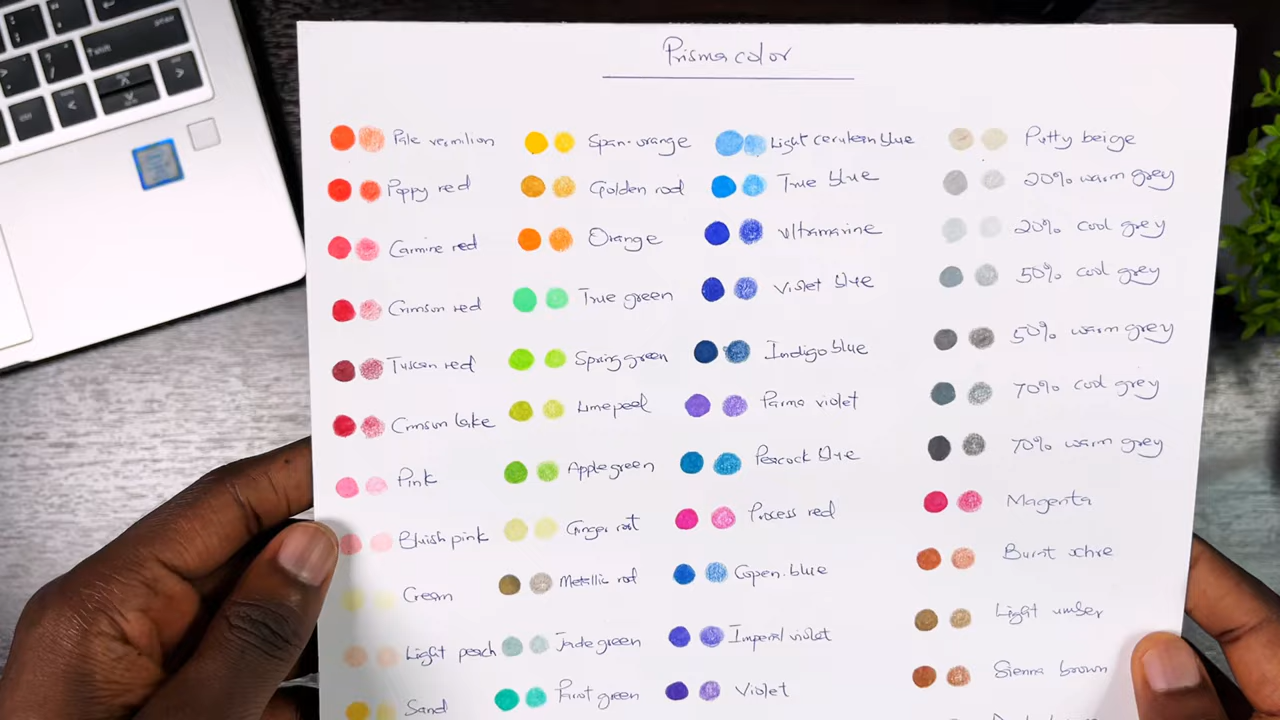 Prismacolor
Pale vermilion
Poppy red
Carmine red
Crimson red
Tuscan red
Crimson lake
Pink
Bluish pink
Cream
Light peach
Sand
Span. orange
Golden rod
Orange
True green
Spring green
Limepeel
Apple green
Ginger root
Metallic rod
Jade green
Parrot green
Light cerulean blue
True blue
Ultramarine
Violet blue
Indigo blue
Parma violet
Peacock blue
Process red
Copen. blue
Imperial violet
Violet
Putty beige
20% warm grey
20% cool grey
50% cool grey
50% warm grey
70% cool grey
70% warm grey
Magenta
Burnt ochre
Light umber
Sienna brown